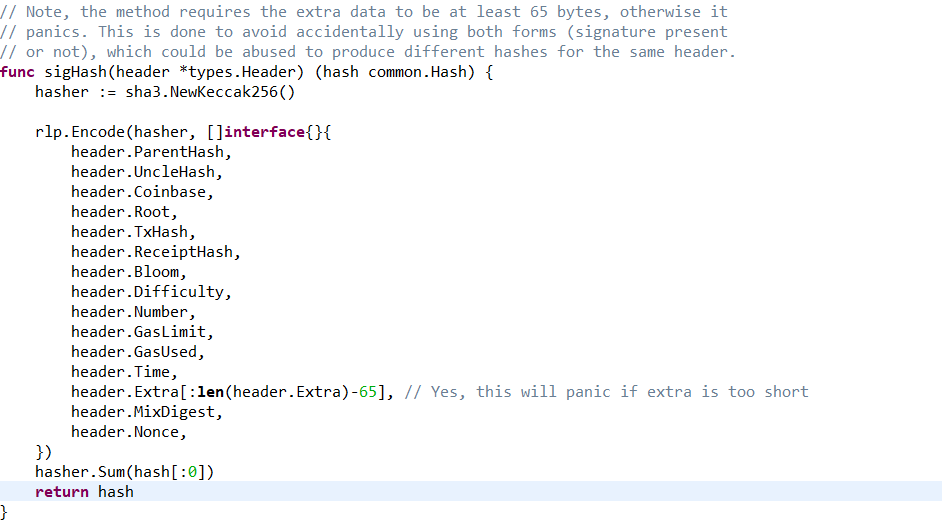 // Note, the method requires the extra data to be at least 65 bytes, otherwise it
// panics. This is done to avoid accidentally using both forms (signature present
// or not), which could be abused to produce different hashes for the same header.
func sigHash(header *types.Header) (hash common.Hash) {
    hasher := sha3.NewKeccak256()

    rlp.Encode(hasher, []interface{}{
        header.ParentHash,
        header.UncleHash,
        header.Coinbase,
        header.Root,
        header.TxHash,
        header.ReceiptHash,
        header.Bloom,
        header.Difficulty,
        header.Number,
        header.GasLimit,
        header.GasUsed,
        header.Time,
        header.Extra[:len(header.Extra)-65], // Yes, this will panic if extra is too short
        header.MixDigest,
        header.Nonce,
    })
    hasher.Sum(hash[:0])
    return hash
}